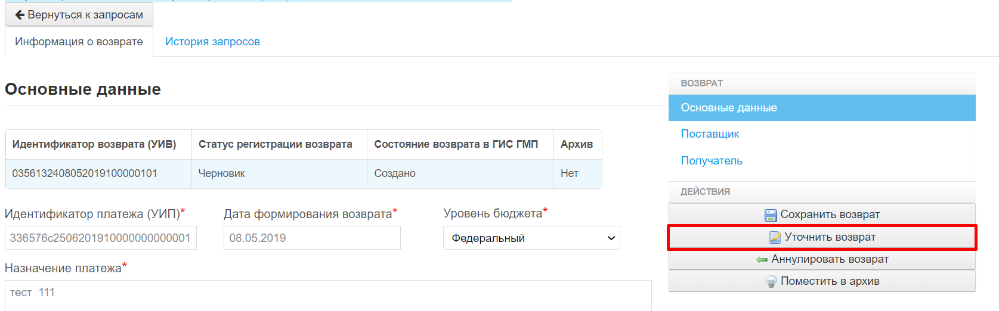 Вернуться к запросам
Информация о возврате
История запросов
Основные данные
Идентификатор возврата (УИВ)
Статус регистрации возврата
Состояние возврата в ГИС ГМП
Архив
0356132408052019100000101
Черновик
Создано
Нет
Идентификатор платежа (УИП)*
Дата формирования возврата*
Уровень бюджета*
336576c2506201910000000000001
08.05.2019
Федеральный
Назначение платежа*
тест 111
ВОЗВРАТ
Основные данные
Поставщик
Получатель
ДЕЙСТВИЯ
Сохранить возврат
Уточнить возврат
Аннулировать возврат
Поместить в архив